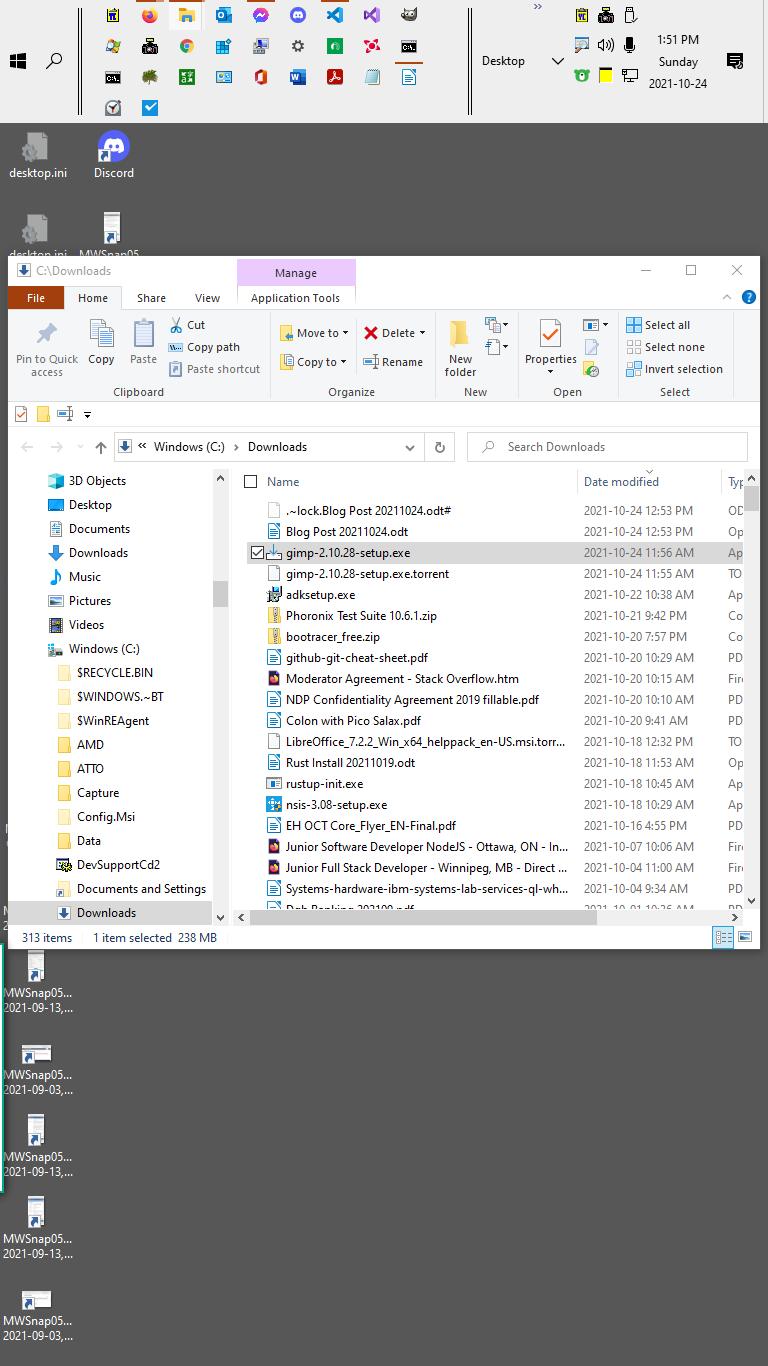 1:51 PM
Desktop
Sunday
2021-10-24
desktop.ini
Discord
desktop.ini
MWSnap05
C:\Downloads
Manage
File
Home
Share
View
Application Tools
Pin to Quick access
Copy
Paste
Cut
Copy path
Paste shortcut
Clipboard
Move to
Copy to
Delete
Rename
Organize
New folder
New
Properties
Open
Select all
Select none
Invert selection
Select
« Windows (C:) › Downloads
Search Downloads
3D Objects
Desktop
Documents
Downloads
Music
Pictures
Videos
Windows (C:)
$RECYCLE.BIN
$WINDOWS.~BT
$WinREAgent
AMD
ATTO
Capture
Config.Msi
Data
DevSupportCd2
Documents and Settings
Downloads
Name Date modified Typ
.~lock.Blog Post 20211024.odt# 2021-10-24 12:53 PM OD
Blog Post 20211024.odt 2021-10-24 12:53 PM Op
gimp-2.10.28-setup.exe 2021-10-24 11:56 AM Ap
gimp-2.10.28-setup.exe.torrent 2021-10-24 11:55 AM TO
adksetup.exe 2021-10-22 10:38 AM Ap
Phoronix Test Suite 10.6.1.zip 2021-10-21 9:42 PM Co
bootracer_free.zip 2021-10-20 7:57 PM Co
github-git-cheat-sheet.pdf 2021-10-20 10:29 AM PD
Moderator Agreement - Stack Overflow.htm 2021-10-20 10:15 AM Fire
NDP Confidentiality Agreement 2019 fillable.pdf 2021-10-20 10:10 AM PD
Colon with Pico Salax.pdf 2021-10-20 9:41 AM PD
LibreOffice_7.2.2_Win_x64_helppack_en-US.msi.torr... 2021-10-18 12:32 PM TO
Rust Install 20211019.odt 2021-10-18 11:53 AM Op
rustup-init.exe 2021-10-18 10:45 AM Ap
nsis-3.08-setup.exe 2021-10-18 10:29 AM Ap
EH OCT Core_Flyer_EN-Final.pdf 2021-10-16 4:55 PM PD
Junior Software Developer NodeJS - Ottawa, ON - In... 2021-10-07 10:06 AM Fire
Junior Full Stack Developer - Winnipeg, MB - Direct ... 2021-10-04 11:00 AM Fire
Systems-hardware-ibm-systems-lab-services-ql-wh... 2021-10-04 9:34 AM PD
313 items 1 item selected 238 MB
MWSnap05...
2021-09-13,...
MWSnap05...
2021-09-03,...
MWSnap05...
2021-09-13,...
MWSnap05...
2021-09-13,...
MWSnap05...
2021-09-03,...